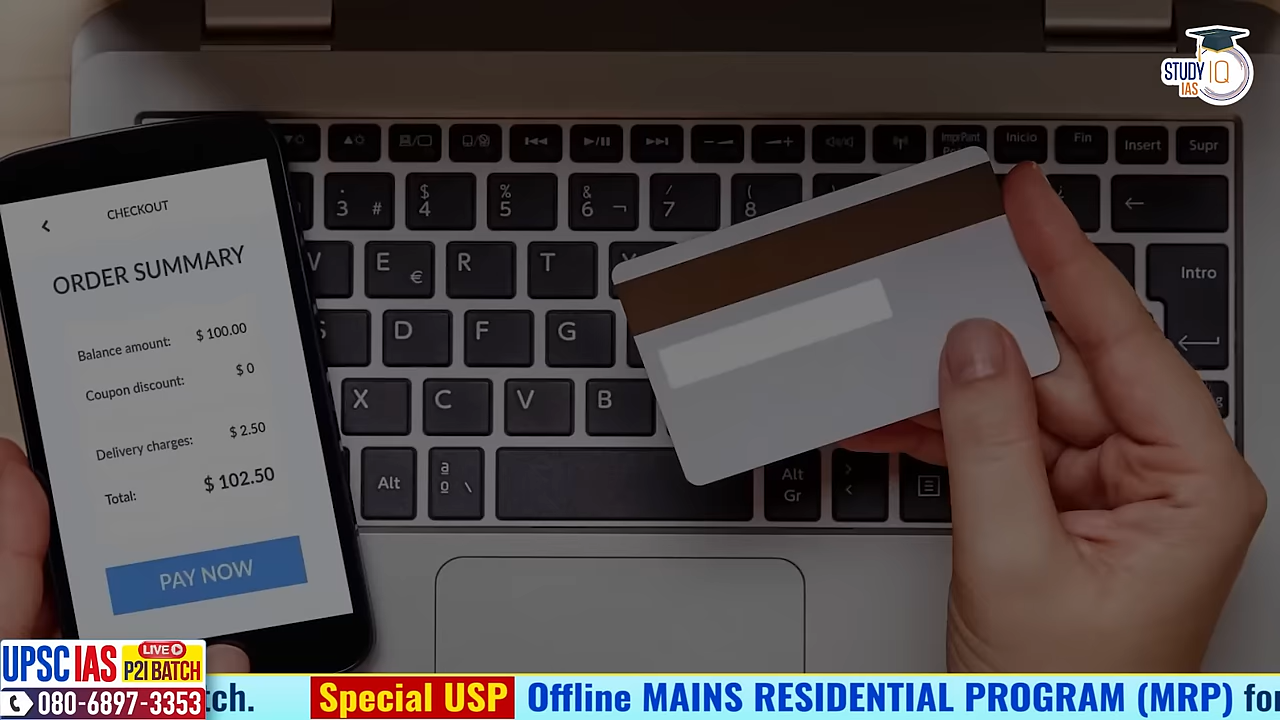 STUDY IQ
IAS
CHECKOUT
ORDER SUMMARY
Balance amount: $ 100.00
Coupon discount: $ 0
Delivery charges: $ 2.50
Total: $ 102.50
PAY NOW
ImprPant Inicio Fin Insert Supr
3 # $ 4 % 5 & 6 ¬ / 7 ( 8
E € R T
Intro
D F G
X C V B
Alt ª º \ Alt Gr > <
UPSC IAS LIVE P2I BATCH
080-6897-3353
tch. Special USP Offline MAINS RESIDENTIAL PROGRAM (MRP) for